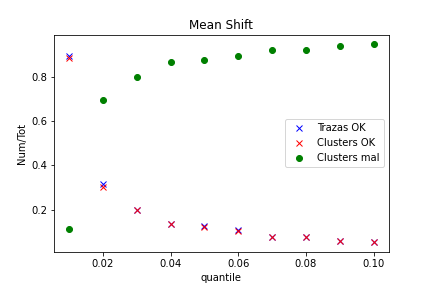 Mean Shift
Num/Tot
0.8
0.6
0.4
0.2
Trazas OK
Clusters OK
Clusters mal
0.02 0.04 0.06 0.08 0.10
quantile